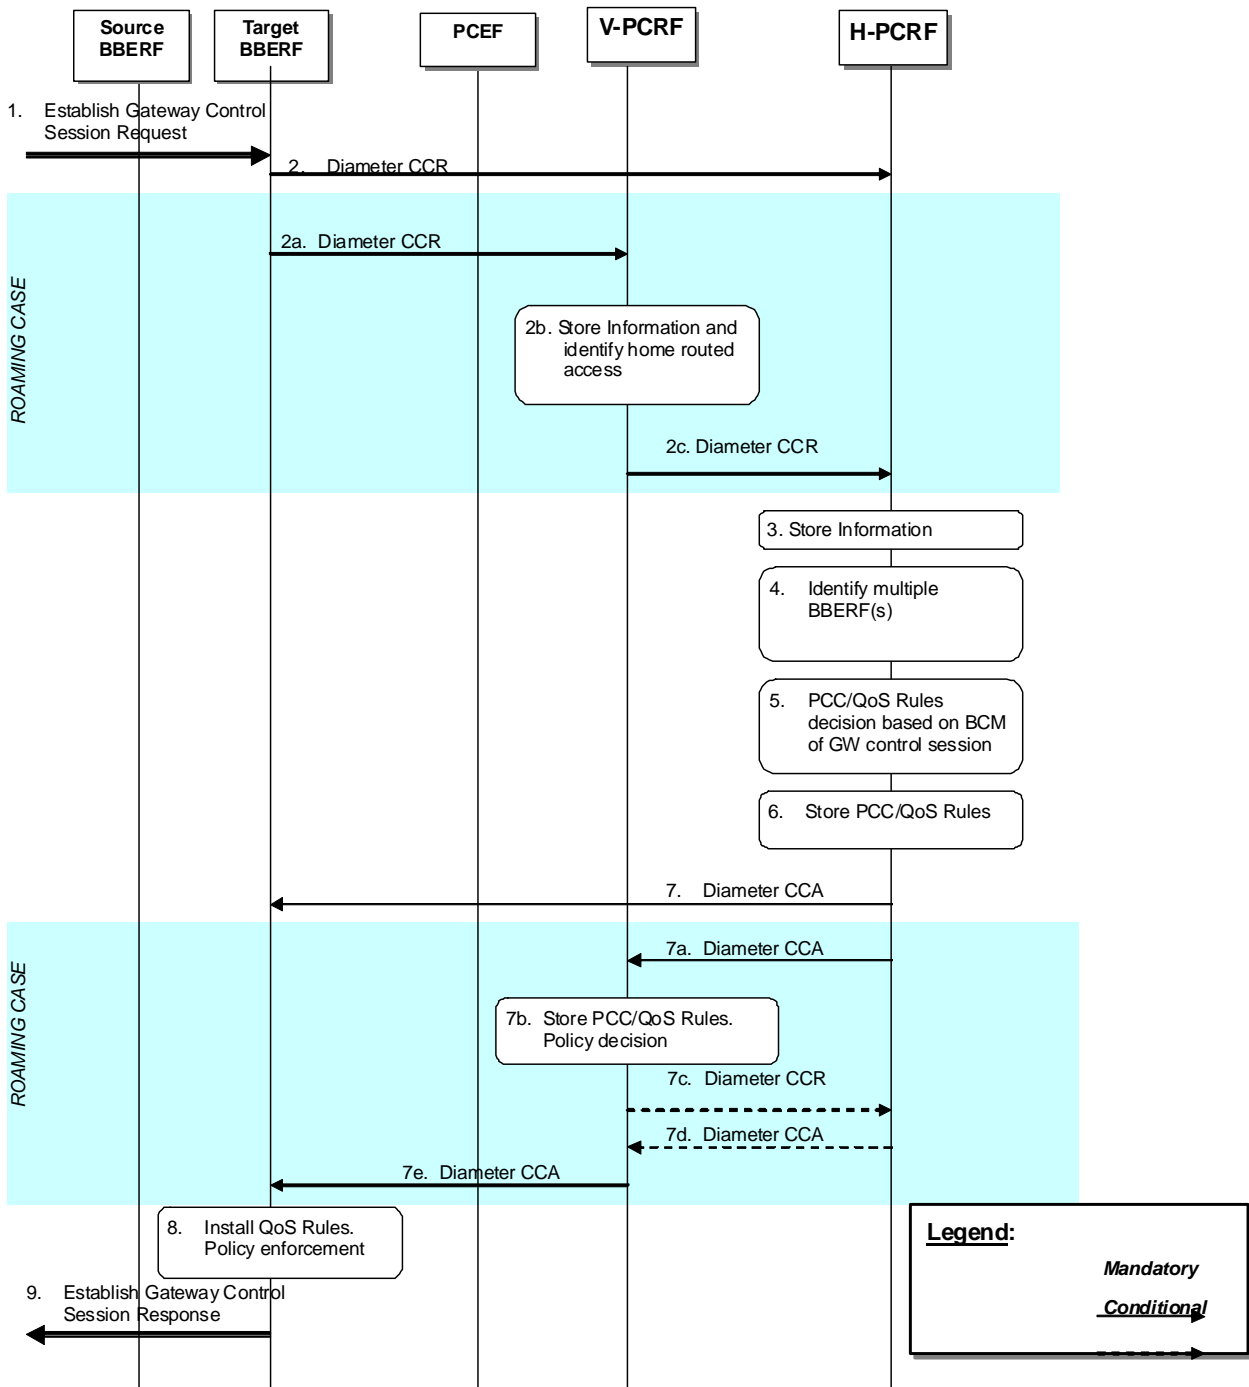 Source
BBERF
Target
BBERF
PCEF
V-PCRF
H-PCRF
1. Establish Gateway Control
Session Request
2. Diameter CCR
ROAMING CASE
2a. Diameter CCR
2b. Store Information and
identify home routed
access
2c. Diameter CCR
3. Store Information
4. Identify multiple
BBERF(s)
5. PCC/QoS Rules
decision based on BCM
of GW control session
6. Store PCC/QoS Rules
7. Diameter CCA
ROAMING CASE
7a. Diameter CCA
7b. Store PCC/QoS Rules.
Policy decision
7c. Diameter CCR
7d. Diameter CCA
7e. Diameter CCA
8. Install QoS Rules.
Policy enforcement
9. Establish Gateway Control
Session Response
Legend:
Mandatory
Conditional